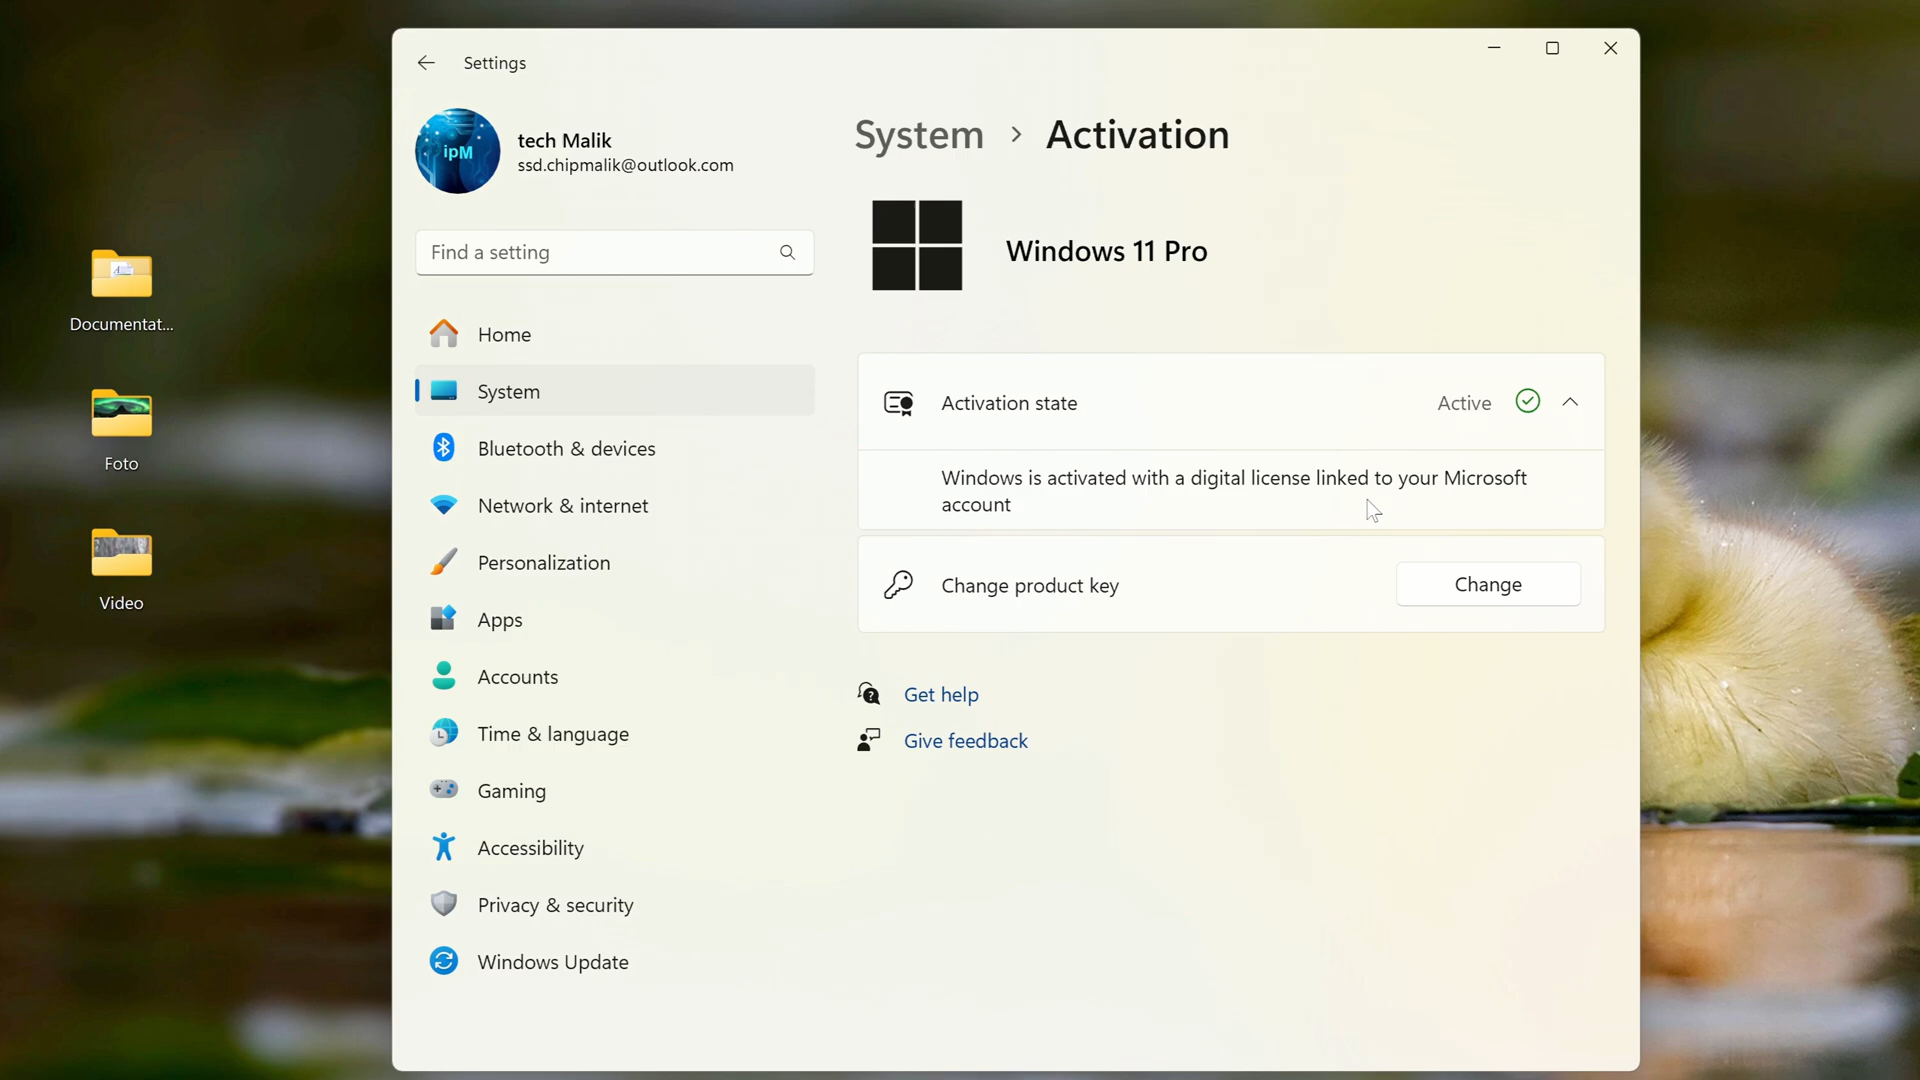 Settings
tech Malik
ssd.chipmalik@outlook.com
ipM
Find a setting
Home
System
Bluetooth & devices
Network & internet
Personalization
Apps
Accounts
Time & language
Gaming
Accessibility
Privacy & security
Windows Update
System > Activation
Windows 11 Pro
Activation state
Active
Windows is activated with a digital license linked to your Microsoft
account
Change product key
Change
Get help
Give feedback
Documentat...
Foto
Video